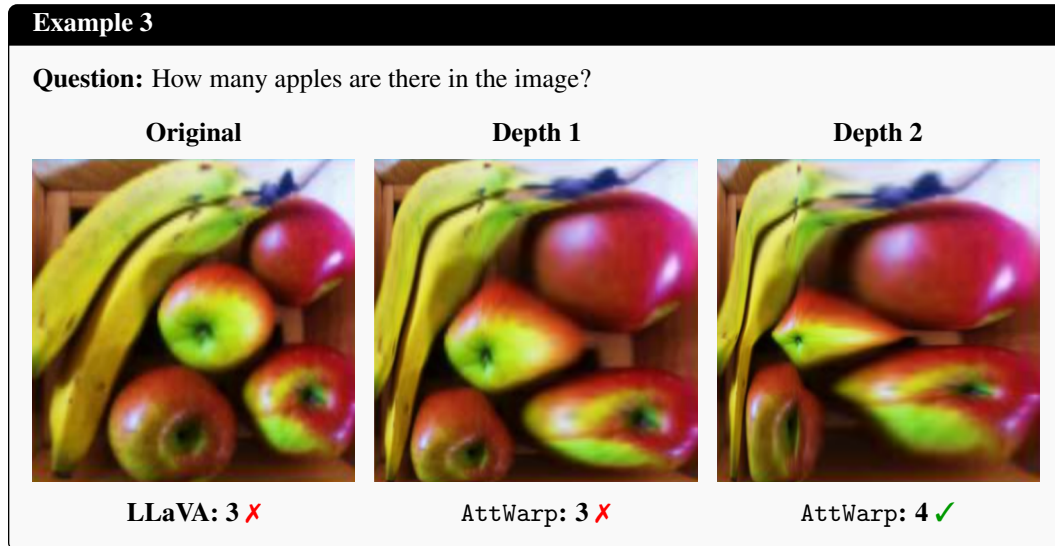 Example 3
Question: How many apples are there in the image?
Original Depth 1 Depth 2
LLaVA: 3 ✗ AttWarp: 3 ✗ AttWarp: 4 ✓